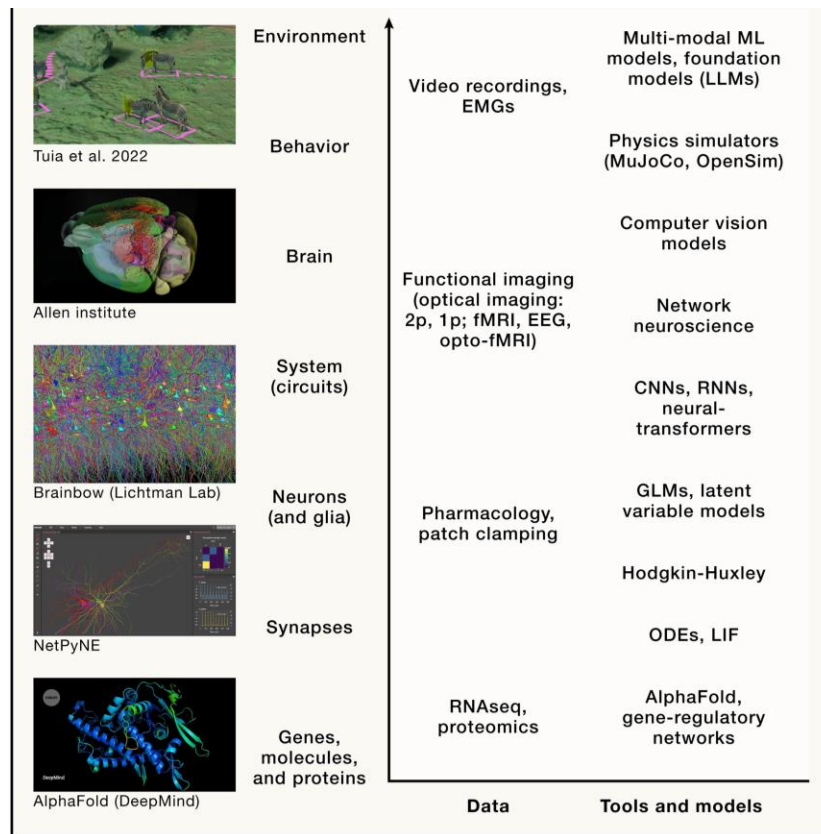 Tuia et al. 2022
Allen institute
Brainbow (Lichtman Lab)
NetPyNE
DeepMind
AlphaFold (DeepMind)
Environment
Behavior
Brain
System
(circuits)
Neurons
(and glia)
Synapses
Genes,
molecules,
and proteins
Video recordings,
EMGs
Functional imaging
(optical imaging:
2p, 1p; fMRI, EEG,
opto-fMRI)
Pharmacology,
patch clamping
RNAseq,
proteomics
Data
Multi-modal ML
models, foundation
models (LLMs)
Physics simulators
(MuJoCo, OpenSim)
Computer vision
models
Network
neuroscience
CNNs, RNNs,
neural-
transformers
GLMs, latent
variable models
Hodgkin-Huxley
ODEs, LIF
AlphaFold,
gene-regulatory
networks
Tools and models